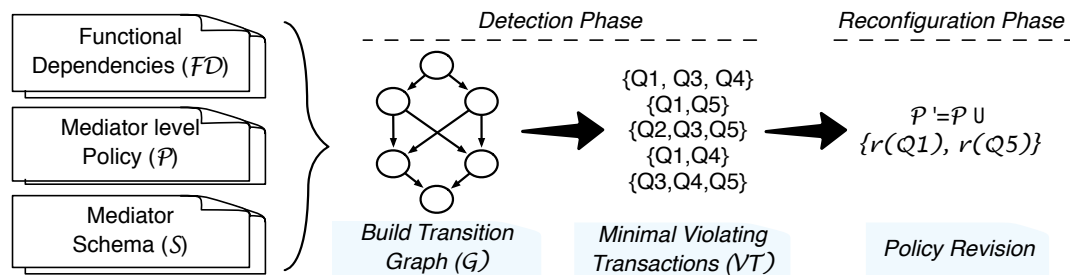 Functional
Dependencies (FD)
Mediator level
Policy (P)
Mediator
Schema (S)
Detection Phase
Reconfiguration Phase
{Q1, Q3, Q4}
{Q1,Q5}
{Q2,Q3,Q5}
{Q1,Q4}
{Q3,Q4,Q5}
P'=P U
{r(Q1), r(Q5)}
Build Transition
Graph (G)
Minimal Violating
Transactions (VT)
Policy Revision